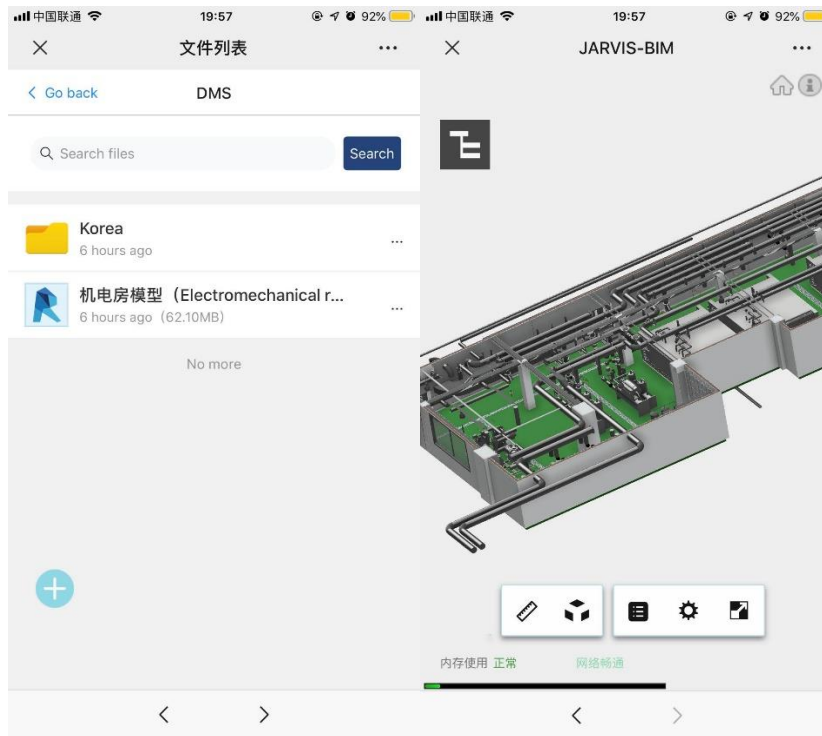 中国联通
19:57
92%
文件列表
Go back
DMS
Search files
Search
Korea
6 hours ago
机电房模型（Electromechanical r...
6 hours ago（62.10MB）
No more
中国联通
19:57
92%
JARVIS-BIM
内存使用 正常
网络畅通